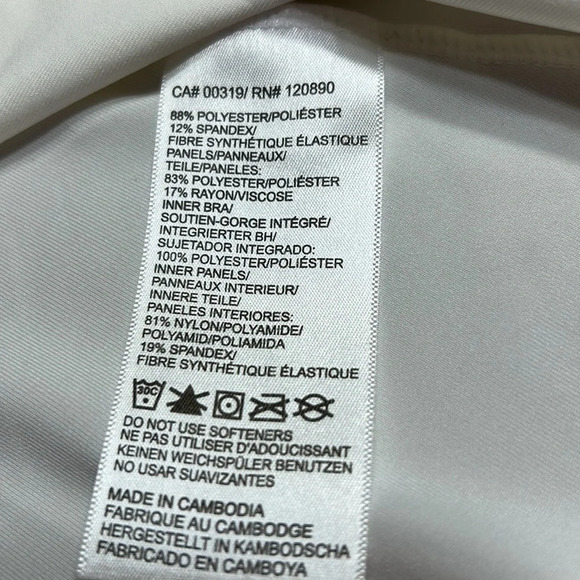 CA# 00319/ RN# 120890
88% POLYESTER/POLIÉSTER
12% SPANDEX/
FIBRE SYNTHÉTIQUE ÉLASTIQUE
PANELS/PANNEAUX/
TEILE/PANELES:
83% POLYESTER/POLIÉSTER
17% RAYON/VISCOSE
INNER BRA/
SOUTIEN-GORGE INTÉGRÉ/
INTEGRIERTER BH/
SUJETADOR INTEGRADO:
100% POLYESTER/POLIÉSTER
INNER PANELS/
PANNEAUX INTERIEUR/
INNERE TEILE/
PANELES INTERIORES:
81% NYLON/POLYAMIDE/
POLYAMID/POLIAMIDA
19% SPANDEX/
FIBRE SYNTHÉTIQUE ÉLASTIQUE
30C
DO NOT USE SOFTENERS
NE PAS UTILISER D'ADOUCISSANT
KEINEN WEICHSPÜLER BENUTZEN
NO USAR SUAVIZANTES
MADE IN CAMBODIA
FABRIQUE AU CAMBODGE
HERGESTELLT IN KAMBODSCHA
FABRICADO EN CAMBOYA